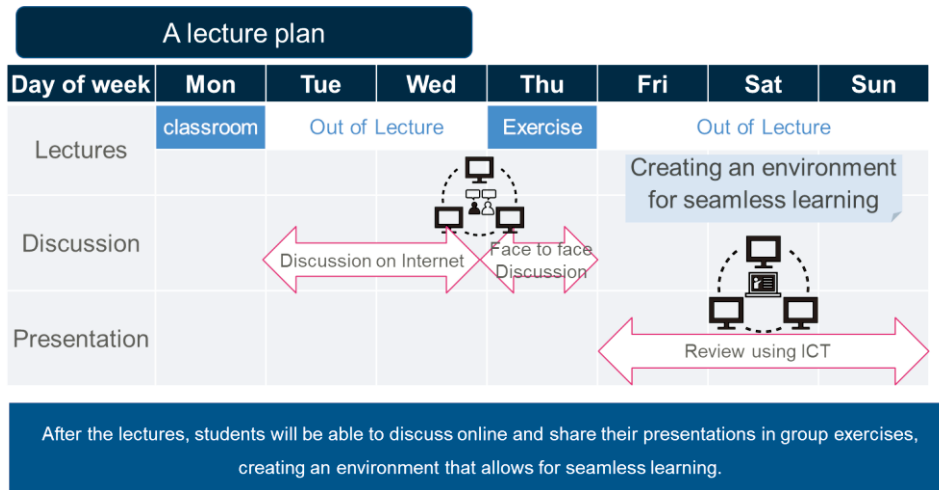 A lecture plan
Day of week Mon Tue Wed Thu Fri Sat Sun
Lectures
classroom Out of Lecture Exercise Out of Lecture
Creating an environment
for seamless learning
Discussion
Discussion on Internet
Face to face
Discussion
Presentation
Review using ICT
After the lectures, students will be able to discuss online and share their presentations in group exercises,
creating an environment that allows for seamless learning.